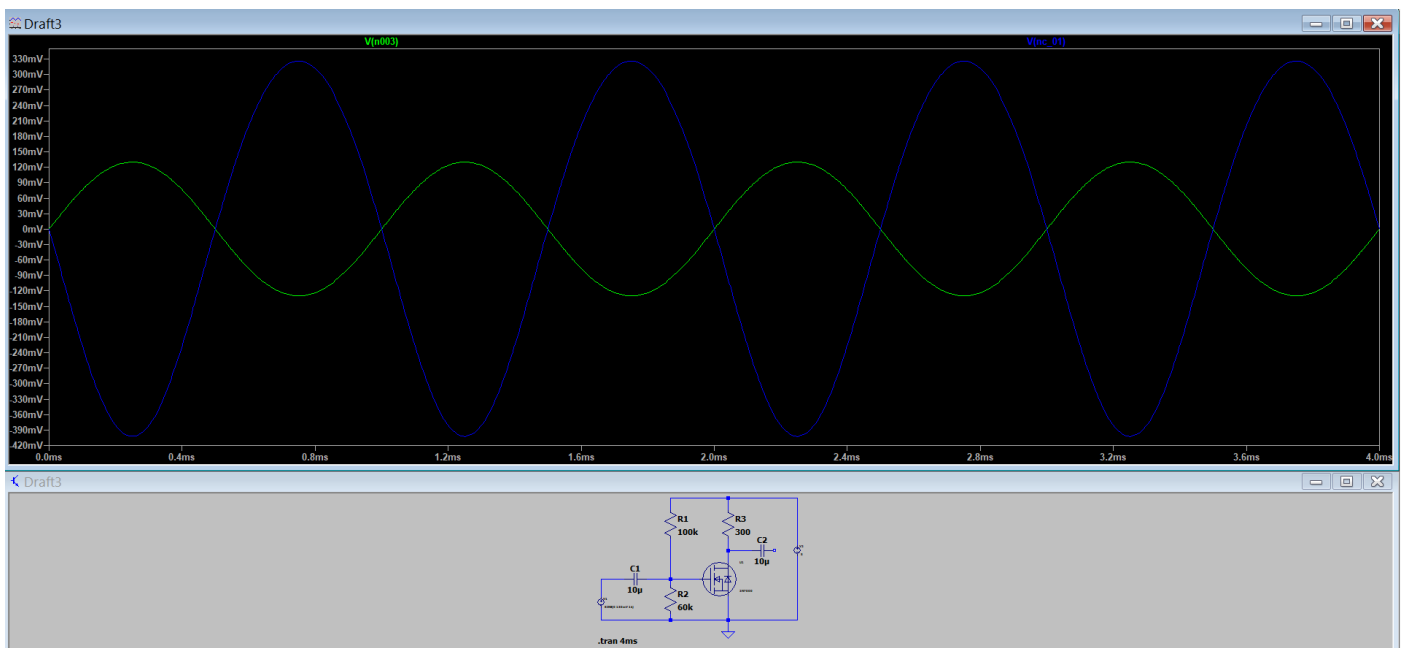 Draft3
V(n003) V(nc_01)
330mV
300mV
270mV
240mV
210mV
180mV
150mV
120mV
90mV
60mV
30mV
0mV
-30mV
-60mV
-90mV
-120mV
-150mV
-180mV
-210mV
-240mV
-270mV
-300mV
-330mV
-360mV
-390mV
-420mV
0.0ms 0.4ms 0.8ms 1.2ms 1.6ms 2.0ms 2.4ms 2.8ms 3.2ms 3.6ms 4.0ms
Draft3
R1
100k
R3
300
C2
10µ
C1
10µ
R2
60k
.tran 4ms